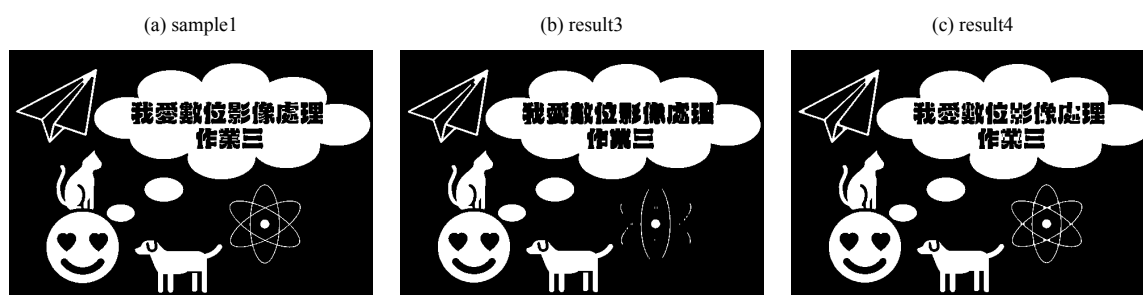 (a) sample1
(b) result3
(c) result4
我愛數位影像處理
作業三
我愛數位影像處理
作業三
我愛數位影像處理
作業三